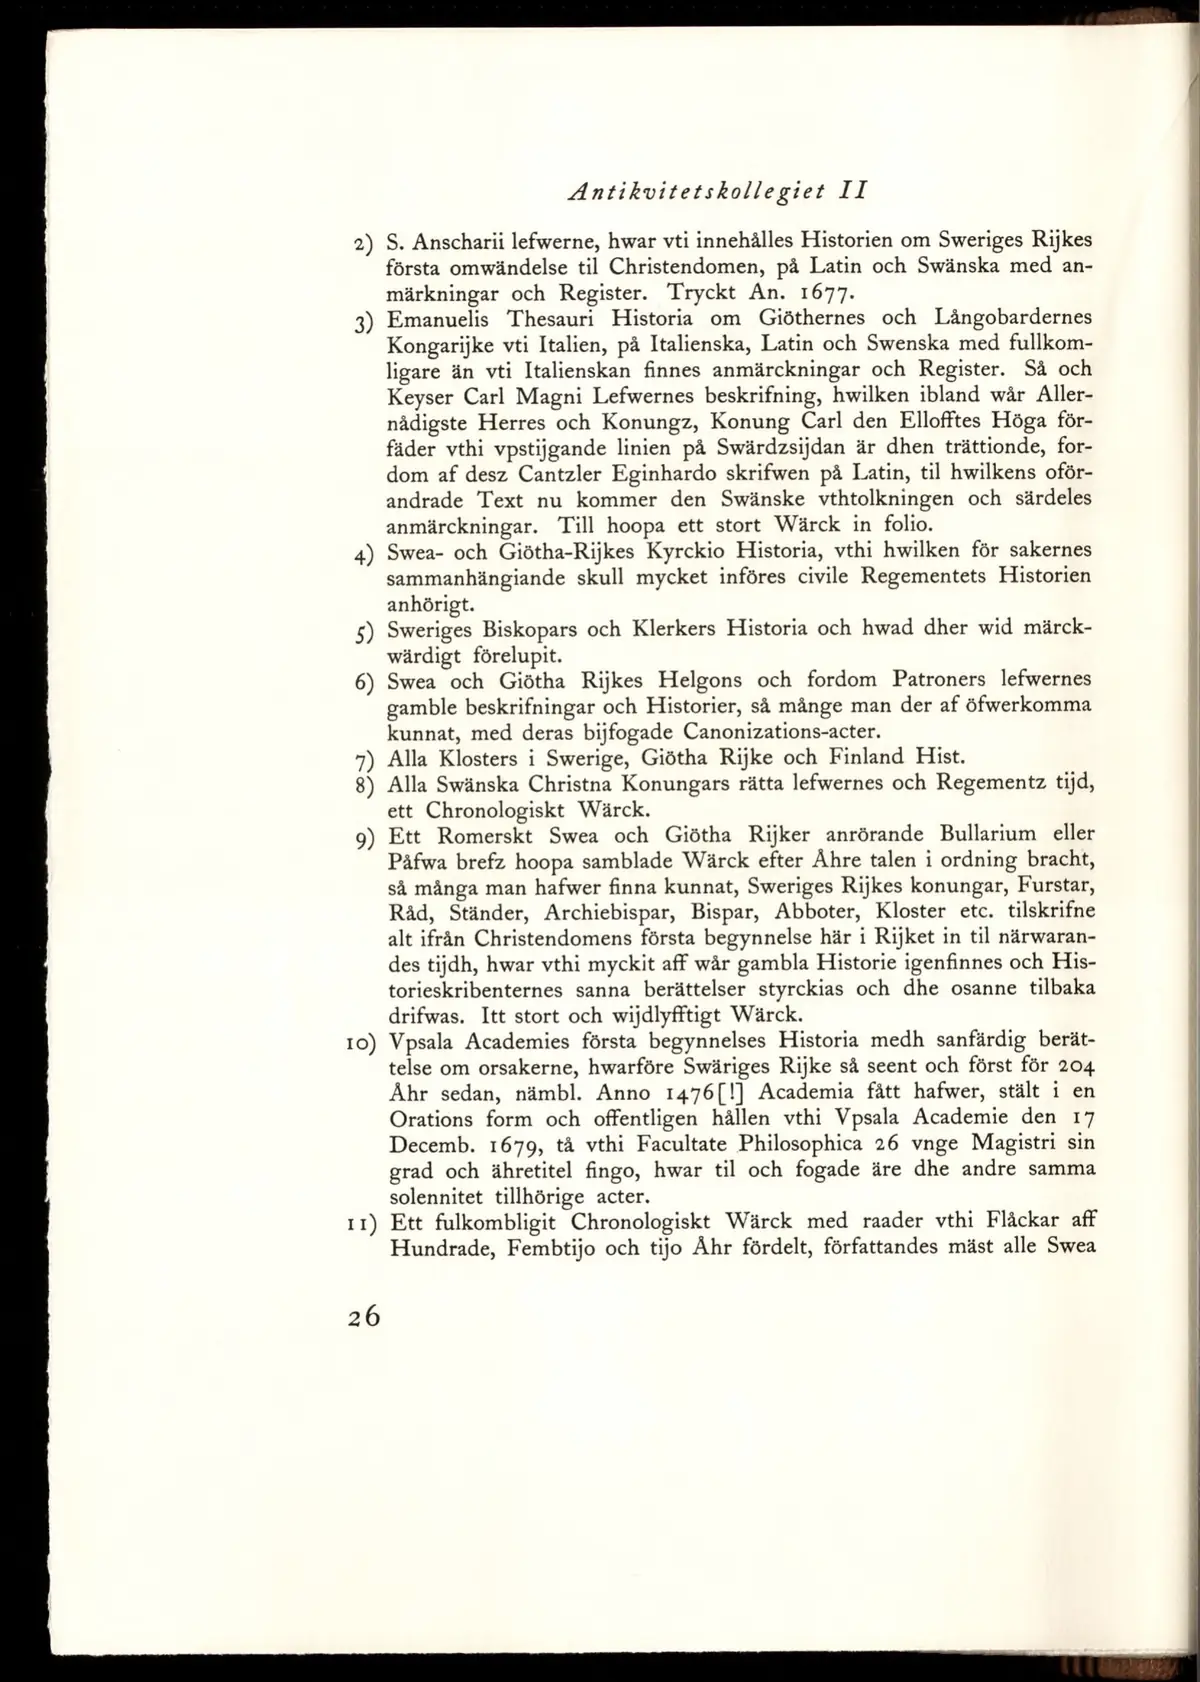 Antikvitetskollegiet II
2) S. Anscharii lefwerne, hwar vti innehålles Historien om Sweriges Rijkes
första omwändelse til Christendomen, på Latin och Swänska med an-
märkningar och Register. Tryckt An. 1677.
3) Emanuelis Thesauri Historia om Giöthernes och Långobardernes
Kongarijke vti Italien, på Italienska, Latin och Swenska med fullkom-
ligare än vti Italienskan finnes anmärckningar och Register. Så och
Keyser Carl Magni Lefwernes beskrifning, hwilken ibland wår Aller-
nådigste Herres och Konungz, Konung Carl den Ellofftes Höga för-
fäder vthi vpstijgande linien på Swärdzsijdan är dhen trättionde, for-
dom af desz Cantzler Eginhardo skrifwen på Latin, til hwilkens oför-
andrade Text nu kommer den Swänske vthtolkningen och särdeles
anmärckningar. Till hoopa ett stort Wärck in folio.
4) Swea- och Giötha-Rijkes Kyrckio Historia, vthi hwilken för sakernes
sammanhängiande skull mycket införes civile Regementets Historien
anhörigt.
5) Sweriges Biskopars och Klerkers Historia och hwad dher wid märck-
wärdigt förelupit.
6) Swea och Giötha Rijkes Helgons och fordom Patroners lefwernes
gamble beskrifningar och Historier, så månge man der af öfwerkomma
kunnat, med deras bijfogade Canonizations-acter.
7) Alla Klosters i Swerige, Giötha Rijke och Finland Hist.
8) Alla Swänska Christna Konungars rätta lefwernes och Regementz tijd,
ett Chronologiskt Wärck.
9) Ett Romerskt Swea och Giötha Rijker anrörande Bullarium eller
Påfwa brefz hoopa samblade Wärck efter Åhre talen i ordning bracht,
så många man hafwer finna kunnat, Sweriges Rijkes konungar, Furstar,
Råd, Ständer, Archiebispar, Bispar, Abboter, Kloster etc. tilskrifne
alt ifrån Christendomens första begynnelse här i Rijket in til närwaran-
des tijdh, hwar vthi myckit aff wår gambla Historie igenfinnes och His-
torieskribenternes sanna berättelser styrckias och dhe osanne tilbaka
drifwas. Itt stort och wijdlyfftigt Wärck.
10) Vpsala Academies första begynnelses Historia medh sanfärdig berät-
telse om orsakerne, hwarföre Swäriges Rijke så seent och först för 204
Åhr sedan, nämbl. Anno 1476[!] Academia fått hafwer, stält i en
Orations form och offentligen hållen vthi Vpsala Academie den 17
Decemb. 1679, tå vthi Facultate Philosophica 26 vnge Magistri sin
grad och ähretitel fingo, hwar til och fogade äre dhe andre samma
solennitet tillhörige acter.
11) Ett fulkombligit Chronologiskt Wärck med raader vthi Flåckar aff
Hundrade, Fembtijo och tijo Åhr fördelt, författandes mäst alle Swea
26